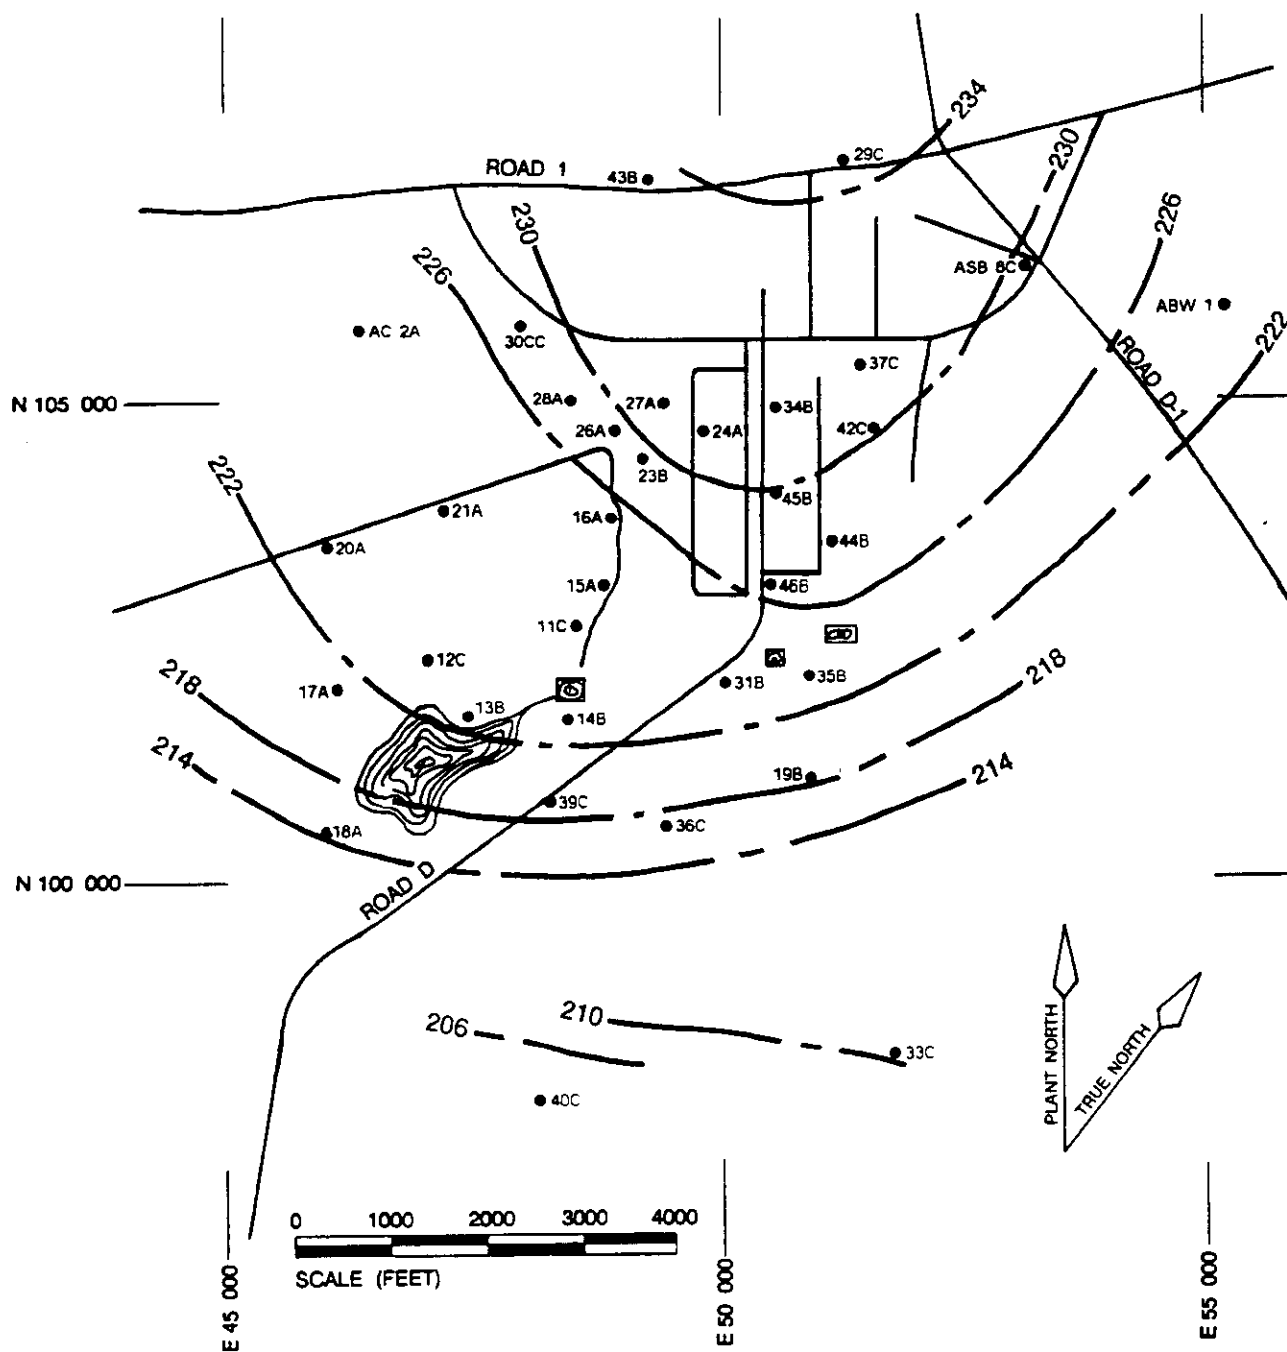 234
29C
ROAD 1
43B
230
230
226
226
ASB 8C
ABW 1
AC 2A
30CC
222
37C
ROAD D-1
N 105 000
28A
27A
34B
26A
24A
42C
23B
222
45B
21A
16A
20A
44B
15A
46B
11C
12C
218
17A
31B
35B
218
13B
14B
214
19B
214
39C
36C
18A
N 100 000
ROAD D
206
210
33C
PLANT NORTH
TRUE NORTH
40C
0 1000 2000 3000 4000
SCALE (FEET)
E 45 000
E 50 000
E 55 000